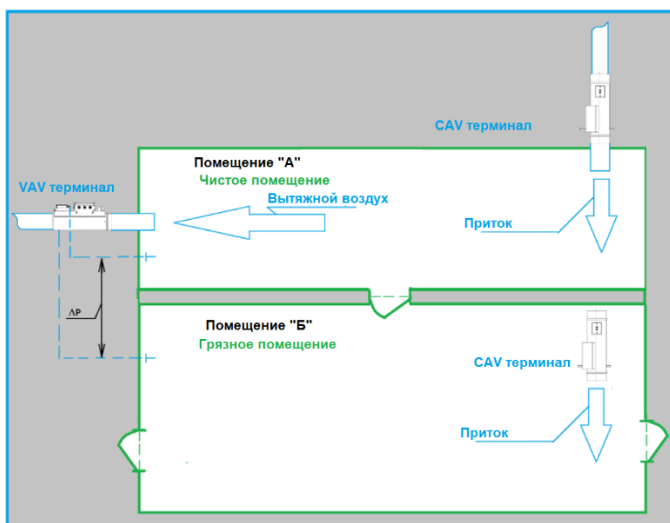 CAV терминал
Помещение "А"
Чистое помещение
VAV терминал
Вытяжной воздух
Приток
ΔP
Помещение "Б"
Грязное помещение
CAV терминал
Приток